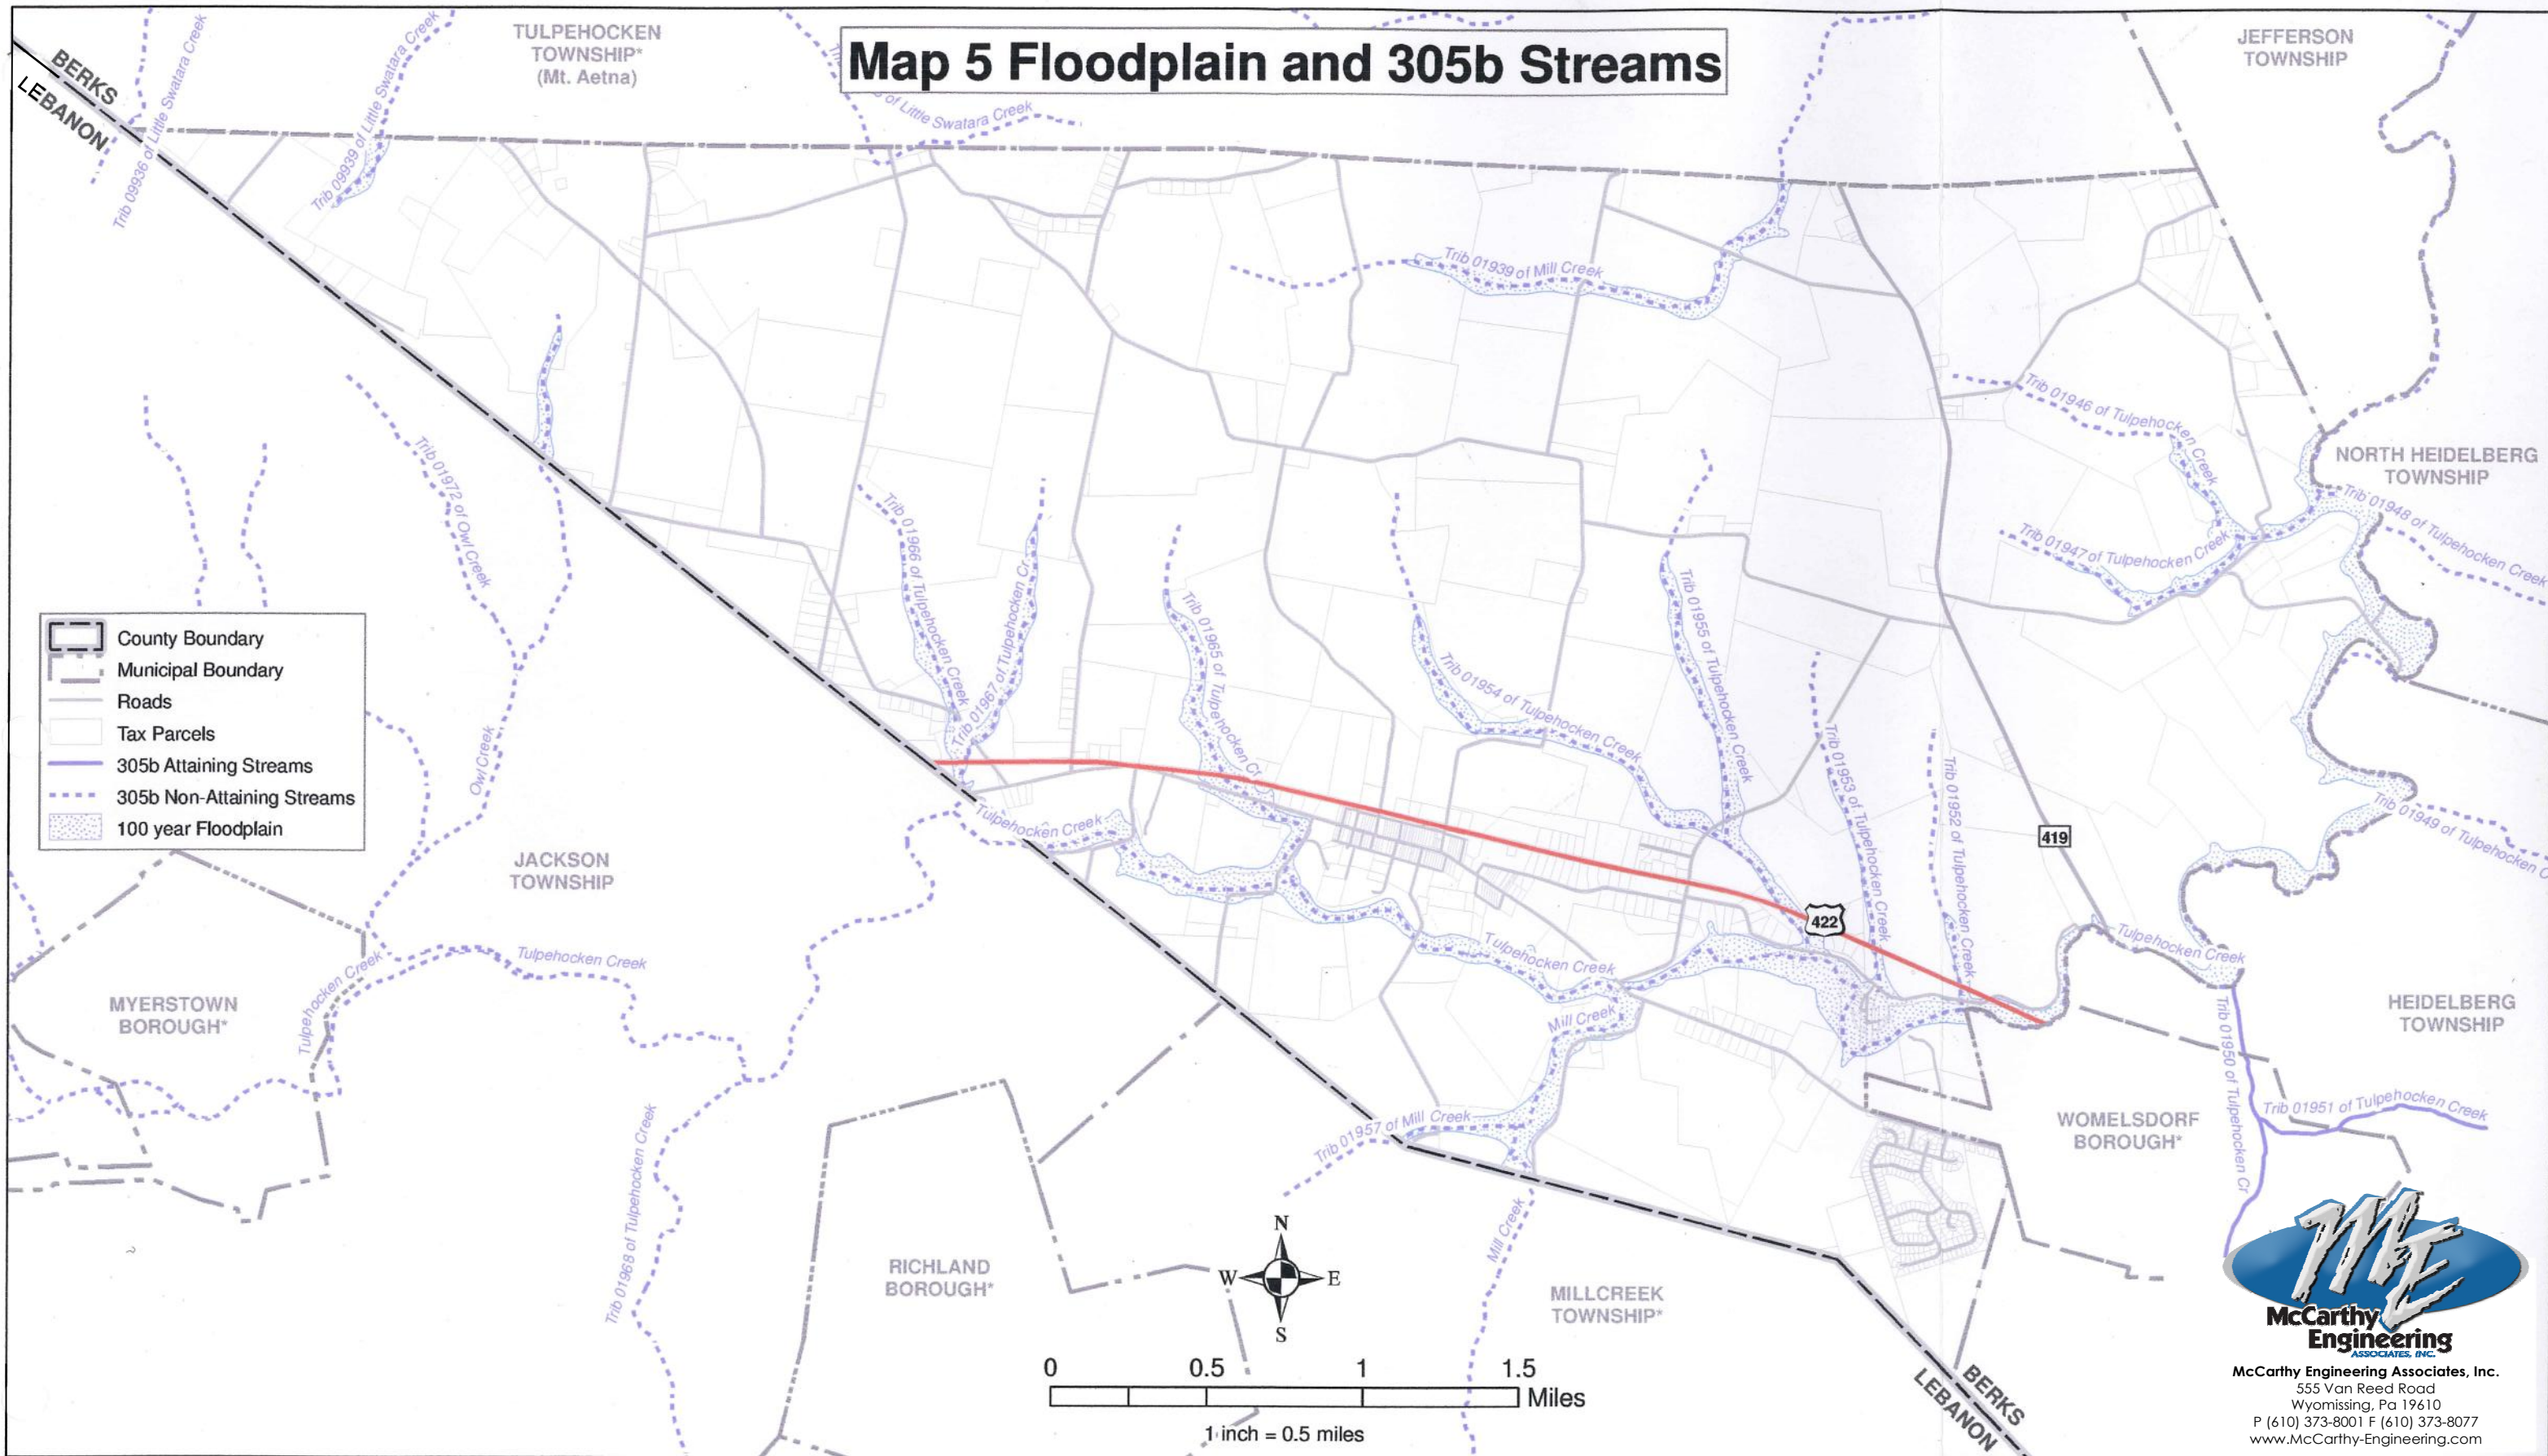 Map 5 Floodplain and 305b Streams
BERKS
LEBANON
Trib 09936 of Little Swatara Creek
Trib 09939 of Little Swatara Creek
TULPEHOCKEN
TOWNSHIP*
(Mt. Aetna)
of Little Swatara Creek
JEFFERSON
TOWNSHIP
Trib 01939 of Mill Creek
Trib 01946 of Tulpehocken Creek
NORTH HEIDELBERG
TOWNSHIP
Trib 01948 of Tulpehocken Creek
Trib 01947 of Tulpehocken Creek
Trib 01972 of Owl Creek
Owl Creek
Trib 01966 of Tulpehocken Creek
Trib 01967 of Tulpehocken Cr
Trib 01965 of Tulpehocken Cr
Trib 01954 of Tulpehocken Creek
Trib 01955 of Tulpehocken Creek
Trib 01953 of Tulpehocken Creek
Trib 01952 of Tulpehocken Creek
Trib 01949 of Tulpehocken C
County Boundary
Municipal Boundary
Roads
Tax Parcels
305b Attaining Streams
305b Non-Attaining Streams
100 year Floodplain
419
422
Tulpehocken Creek
JACKSON
TOWNSHIP
Tulpehocken Creek
Tulpehocken Creek
Tulpehocken Creek
Tulpehocken Creek
MYERSTOWN
BOROUGH*
HEIDELBERG
TOWNSHIP
Mill Creek
Trib 01950 of Tulpehocken Cr
Trib 01951 of Tulpehocken Creek
WOMELSDORF
BOROUGH*
Trib 01957 of Mill Creek
Trib 01968 of Tulpehocken Creek
Mill Creek
RICHLAND
BOROUGH*
MILLCREEK
TOWNSHIP*
N
W E
S
0 0.5 1 1.5
Miles
1 inch = 0.5 miles
BERKS
LEBANON
ME
McCarthy
Engineering
ASSOCIATES, INC.
McCarthy Engineering Associates, Inc.
555 Van Reed Road
Wyomissing, Pa 19610
P (610) 373-8001 F (610) 373-8077
www.McCarthy-Engineering.com